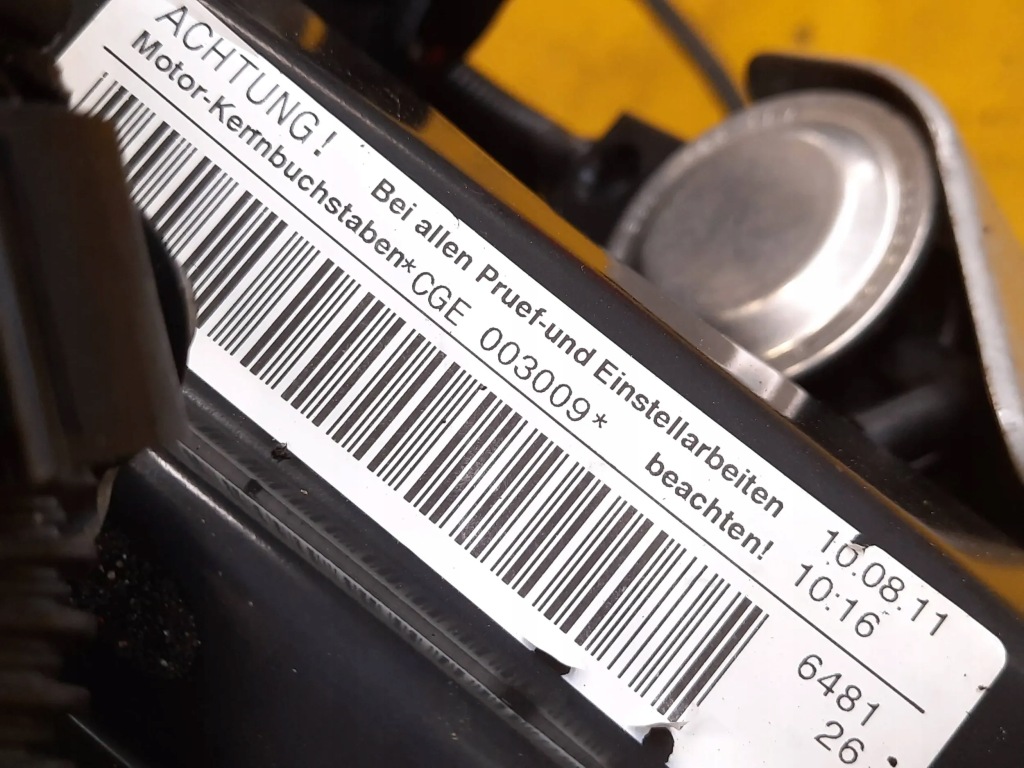 ACHTUNG! Bei allen Pruef-und Einstellarbeiten 10.08.11
Motor-Kennbuchstaben*CGE 003009* beachten! 10:16
6481
26